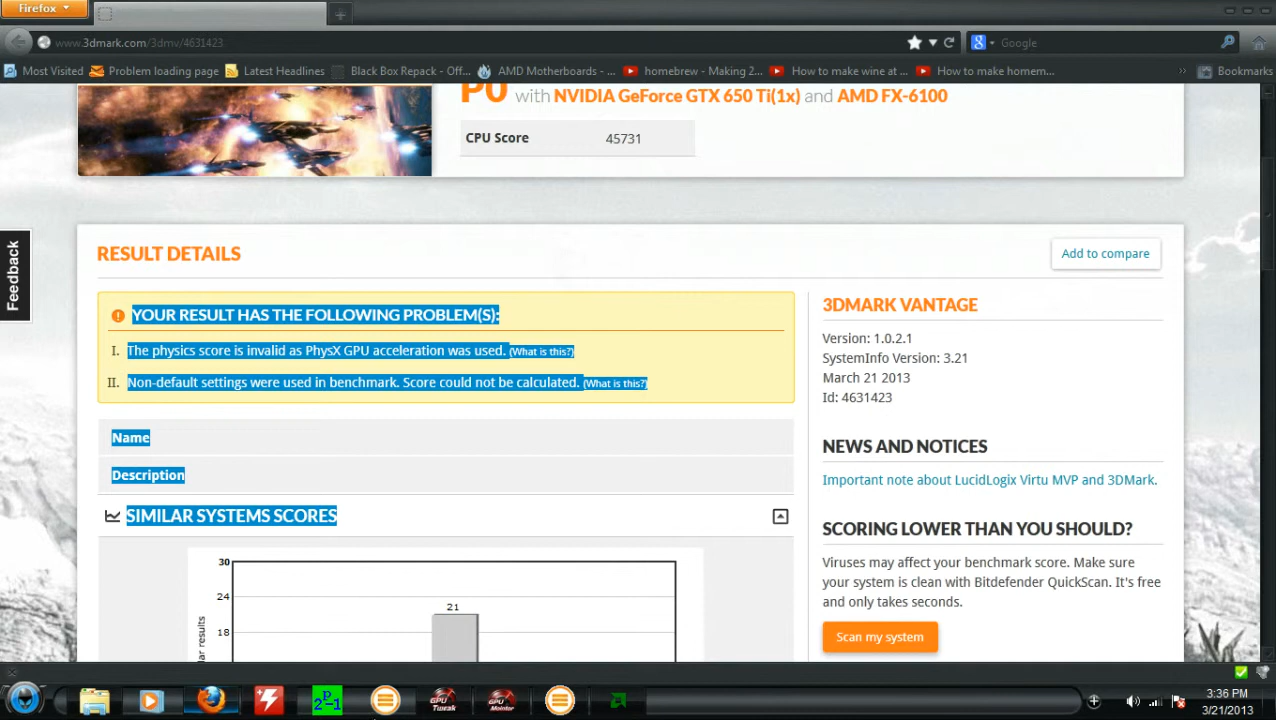 Firefox
www.3dmark.com/3dmv/4631423
Google
Most Visited
Problem loading page
Latest Headlines
Black Box Repack - Off...
AMD Motherboards - ...
homebrew - Making 2...
How to make wine at ...
How to make homem...
Bookmarks
P0 with NVIDIA GeForce GTX 650 Ti(1x) and AMD FX-6100
CPU Score 45731
Feedback
RESULT DETAILS
Add to compare
YOUR RESULT HAS THE FOLLOWING PROBLEM(S):
I. The physics score is invalid as PhysX GPU acceleration was used. (What is this?)
II. Non-default settings were used in benchmark. Score could not be calculated. (What is this?)
Name
Description
SIMILAR SYSTEMS SCORES
30
24
18
21
3DMARK VANTAGE
Version: 1.0.2.1
SystemInfo Version: 3.21
March 21 2013
Id: 4631423
NEWS AND NOTICES
Important note about LucidLogix Virtu MVP and 3DMark.
SCORING LOWER THAN YOU SHOULD?
Viruses may affect your benchmark score. Make sure
your system is clean with Bitdefender QuickScan. It's free
and only takes seconds.
Scan my system
2P-1
GPU Tweak
GPU Monitor
3:36 PM
3/21/2013